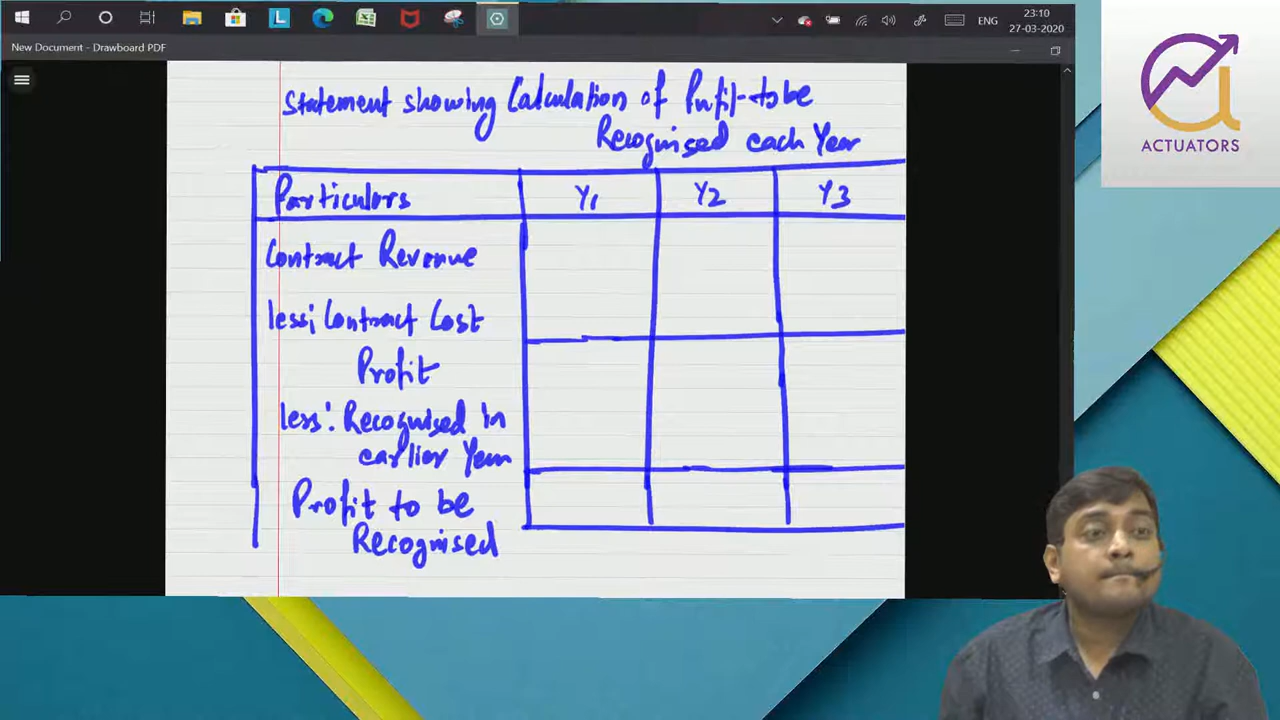 ENG
23:10
27-03-2020
New Document - Drawboard PDF
ACTUATORS
Statement showing Calculation of Profit to be
Recognised each Year
Particulars Y1 Y2 Y3
Contract Revenue
less: Contract Cost
Profit
less: Recognised in
earlier Year
Profit to be
Recognised